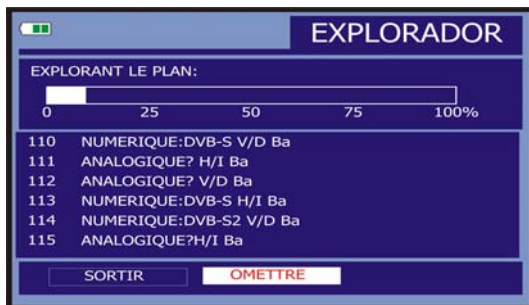 EXPLORADOR
EXPLORANT LE PLAN:
0 25 50 75 100%
110 NUMERIQUE:DVB-S V/D Ba
111 ANALOGIQUE? H/I Ba
112 ANALOGIQUE? V/D Ba
113 NUMERIQUE:DVB-S H/I Ba
114 NUMERIQUE:DVB-S2 V/D Ba
115 ANALOGIQUE?H/I Ba
SORTIR OMETTRE